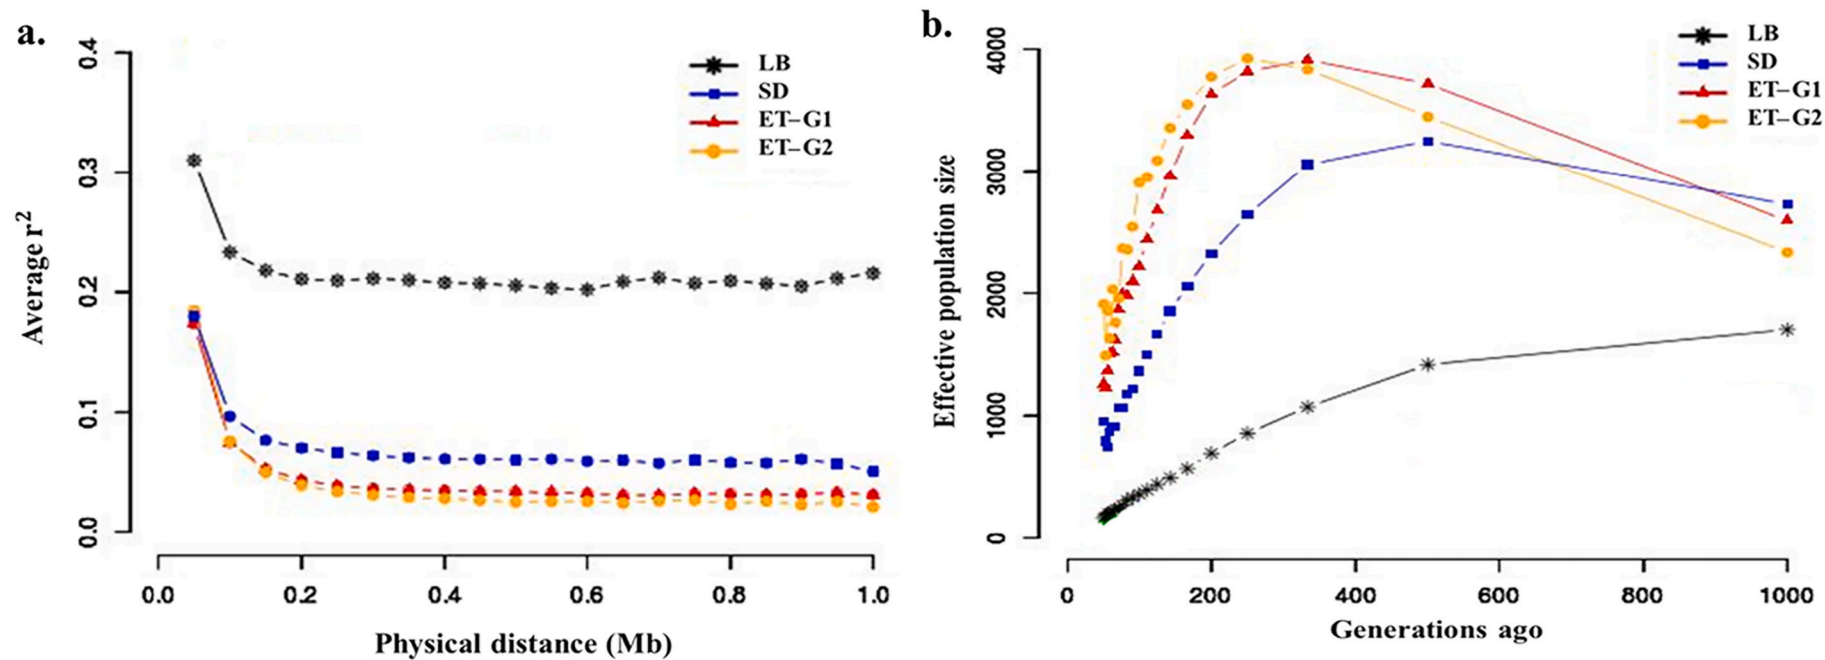 a.
LB
SD
ET–G1
ET–G2
Average r²
0.4
0.3
0.2
0.1
0.0
0.0 0.2 0.4 0.6 0.8 1.0
Physical distance (Mb)
b.
LB
SD
ET–G1
ET–G2
Effective population size
4000
3000
2000
1000
0
0 200 400 600 800 1000
Generations ago